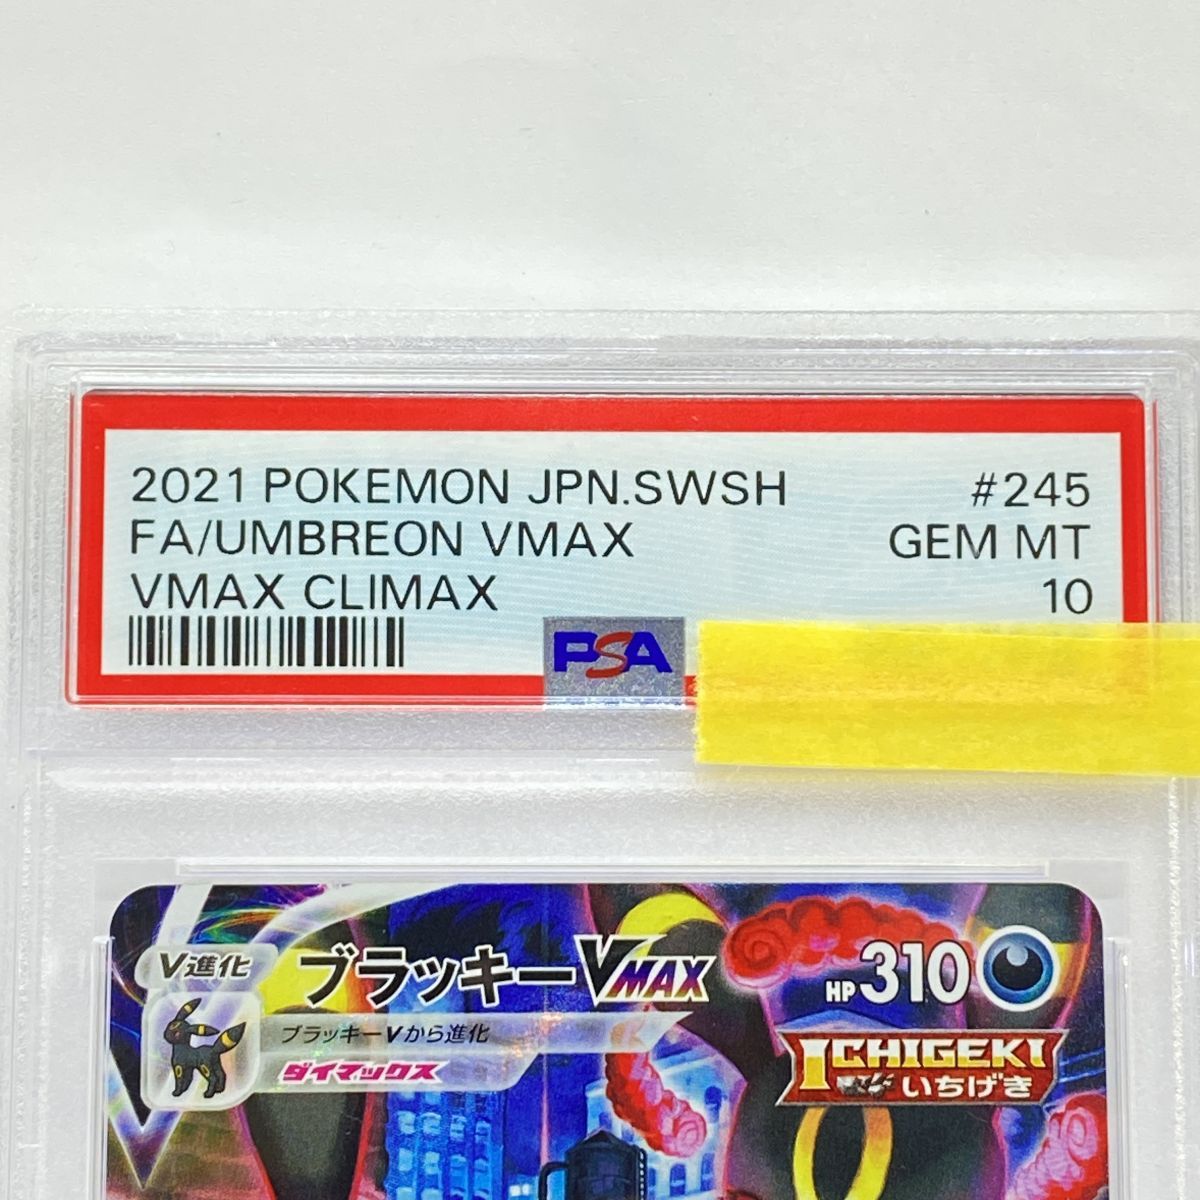 2021 POKEMON JPN.SWSH #245
FA/UMBREON VMAX GEM MT
VMAX CLIMAX 10
PSA
V進化 ブラッキーVMAX HP310
ブラッキーVから進化
ダイマックス
ICHIGEKI
いちげき